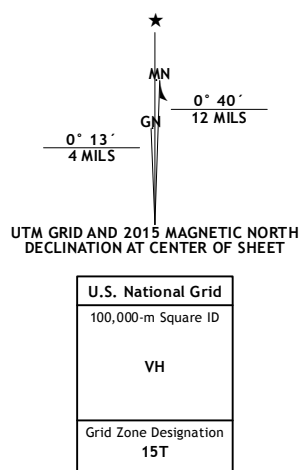 ★
MN
0° 40´
12 MILS
GN
0° 13´
4 MILS
UTM GRID AND 2015 MAGNETIC NORTH
DECLINATION AT CENTER OF SHEET
U.S. National Grid
100,000-m Square ID
VH
Grid Zone Designation
15T